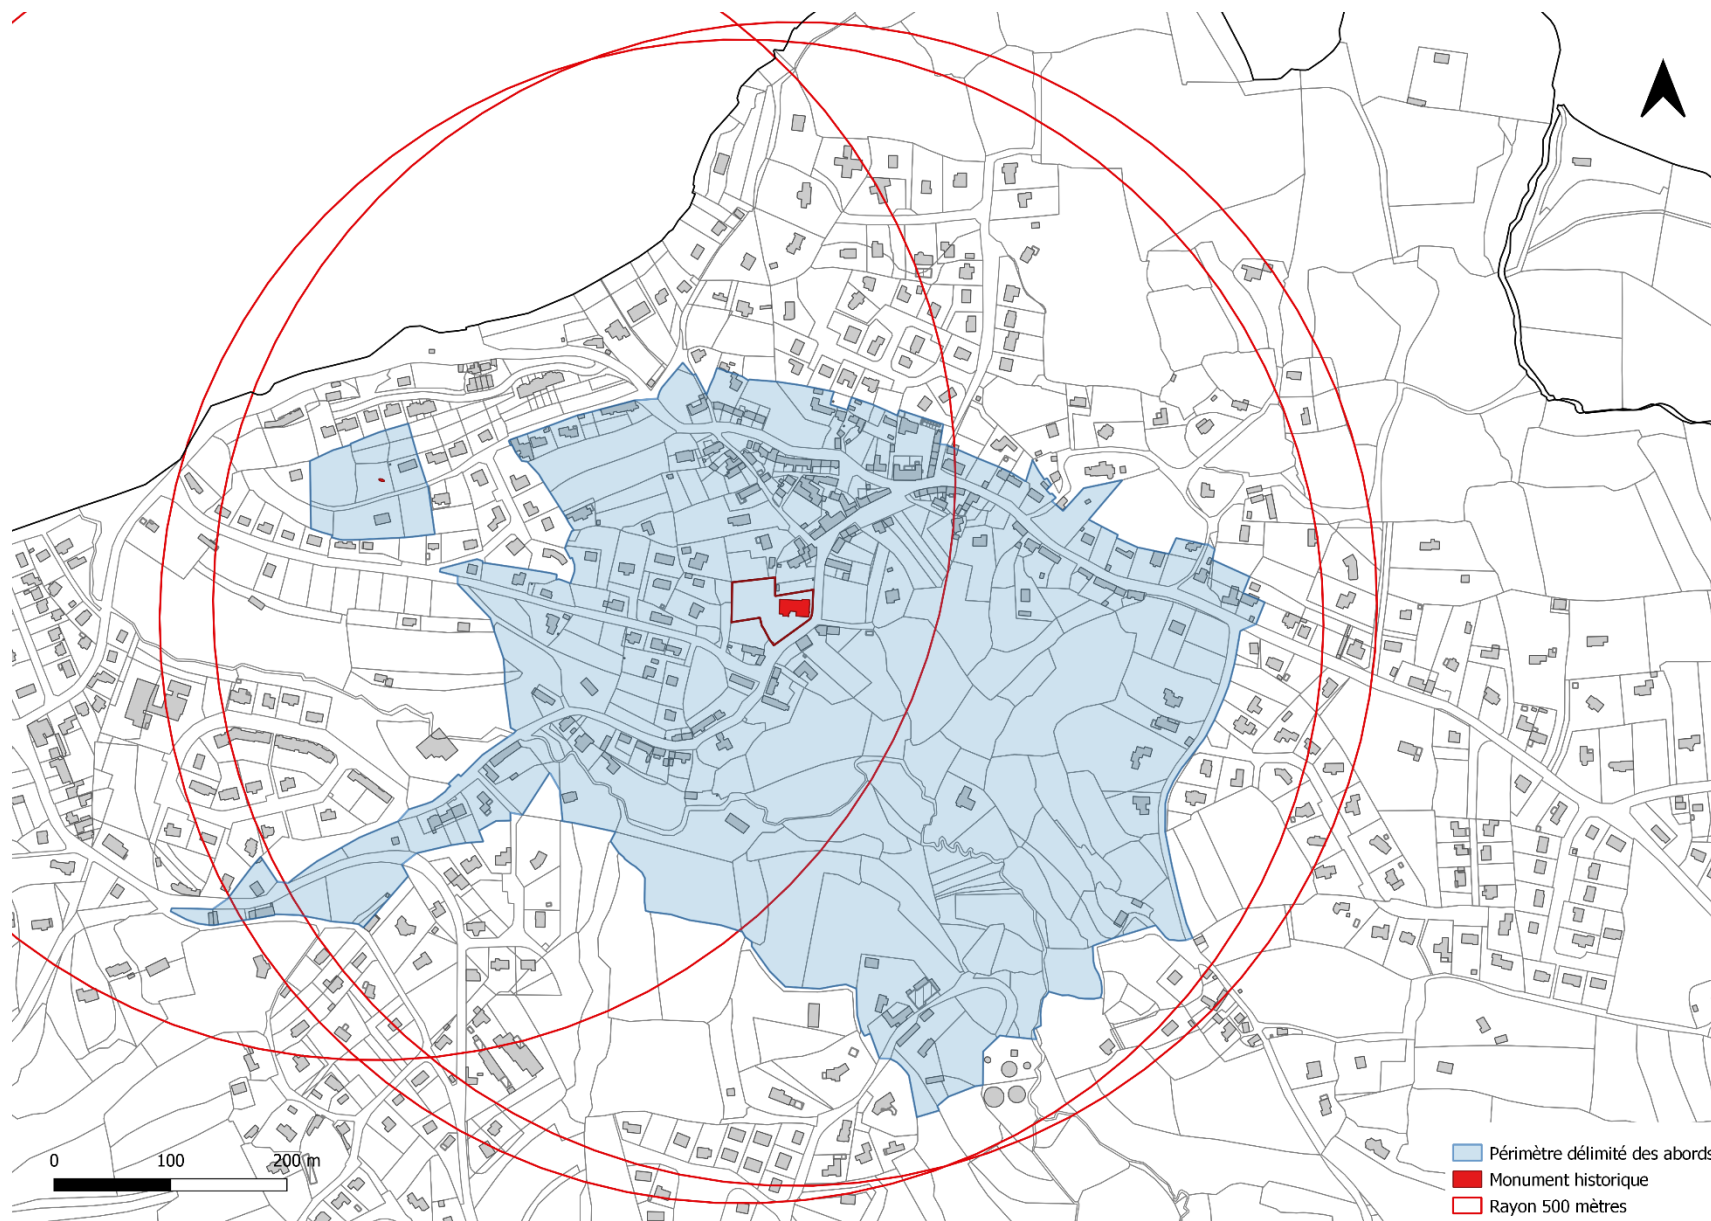 0 100 200 m
Périmètre délimité des abords
Monument historique
Rayon 500 mètres